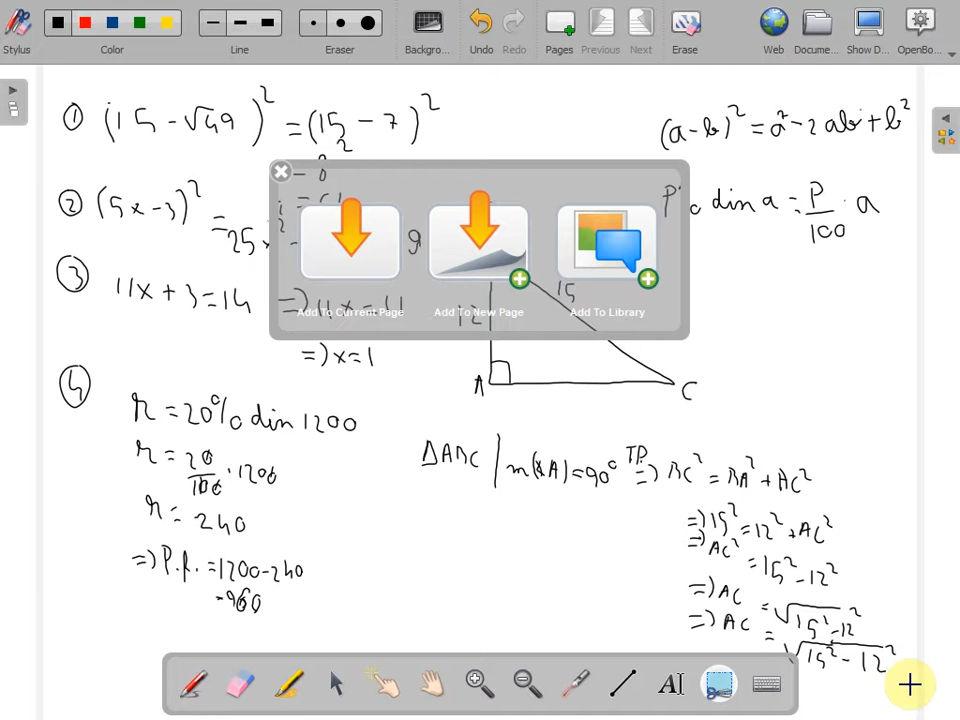 Stylus
Color
Line
Eraser
Backgro...
Undo
Redo
Pages
Previous
Next
Erase
Web
Docume...
Show D...
OpenBo...
① (15 - √49)² = (15 - 7)²
(a-b)² = a² - 2ab + b²
② (5x - 3)²
= 25x
9
din a = P/100 · a
③ 11x + 3 = 14 => 11x = 11
=> x = 1
Add To Current Page
Add To New Page
Add To Library
12
15
A
C
④
r = 20% din 1200
r = 20/100 · 1200
r = 240
=> P.r. = 1200 - 240
= 960
ΔABC | m(∢A) = 90° T.P. => BC² = BA² + AC²
=> 15² = 12² + AC²
=> AC² = 15² - 12²
=> AC = √15² - 12²
=> AC = √15² - 12²